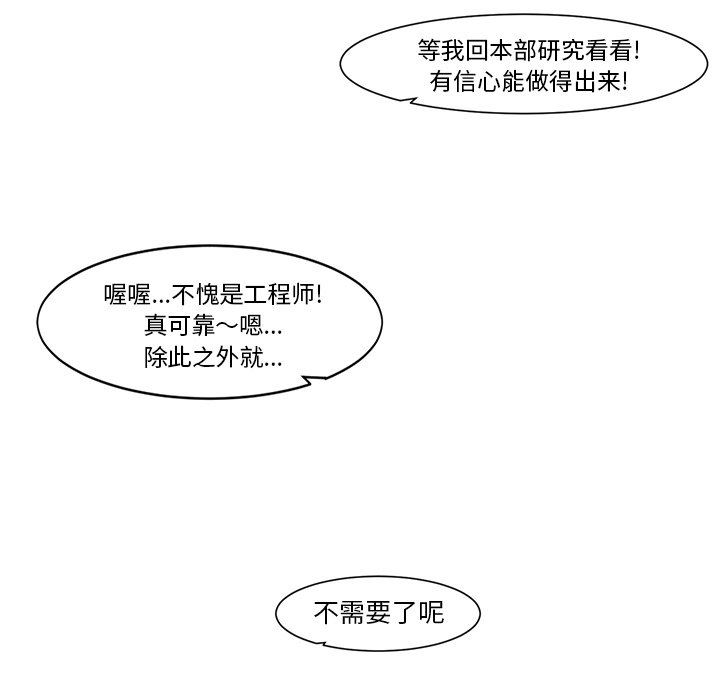 等我回本部研究看看!
有信心能做得出来!
喔喔...不愧是工程师!
真可靠～嗯...
除此之外就...
不需要了呢